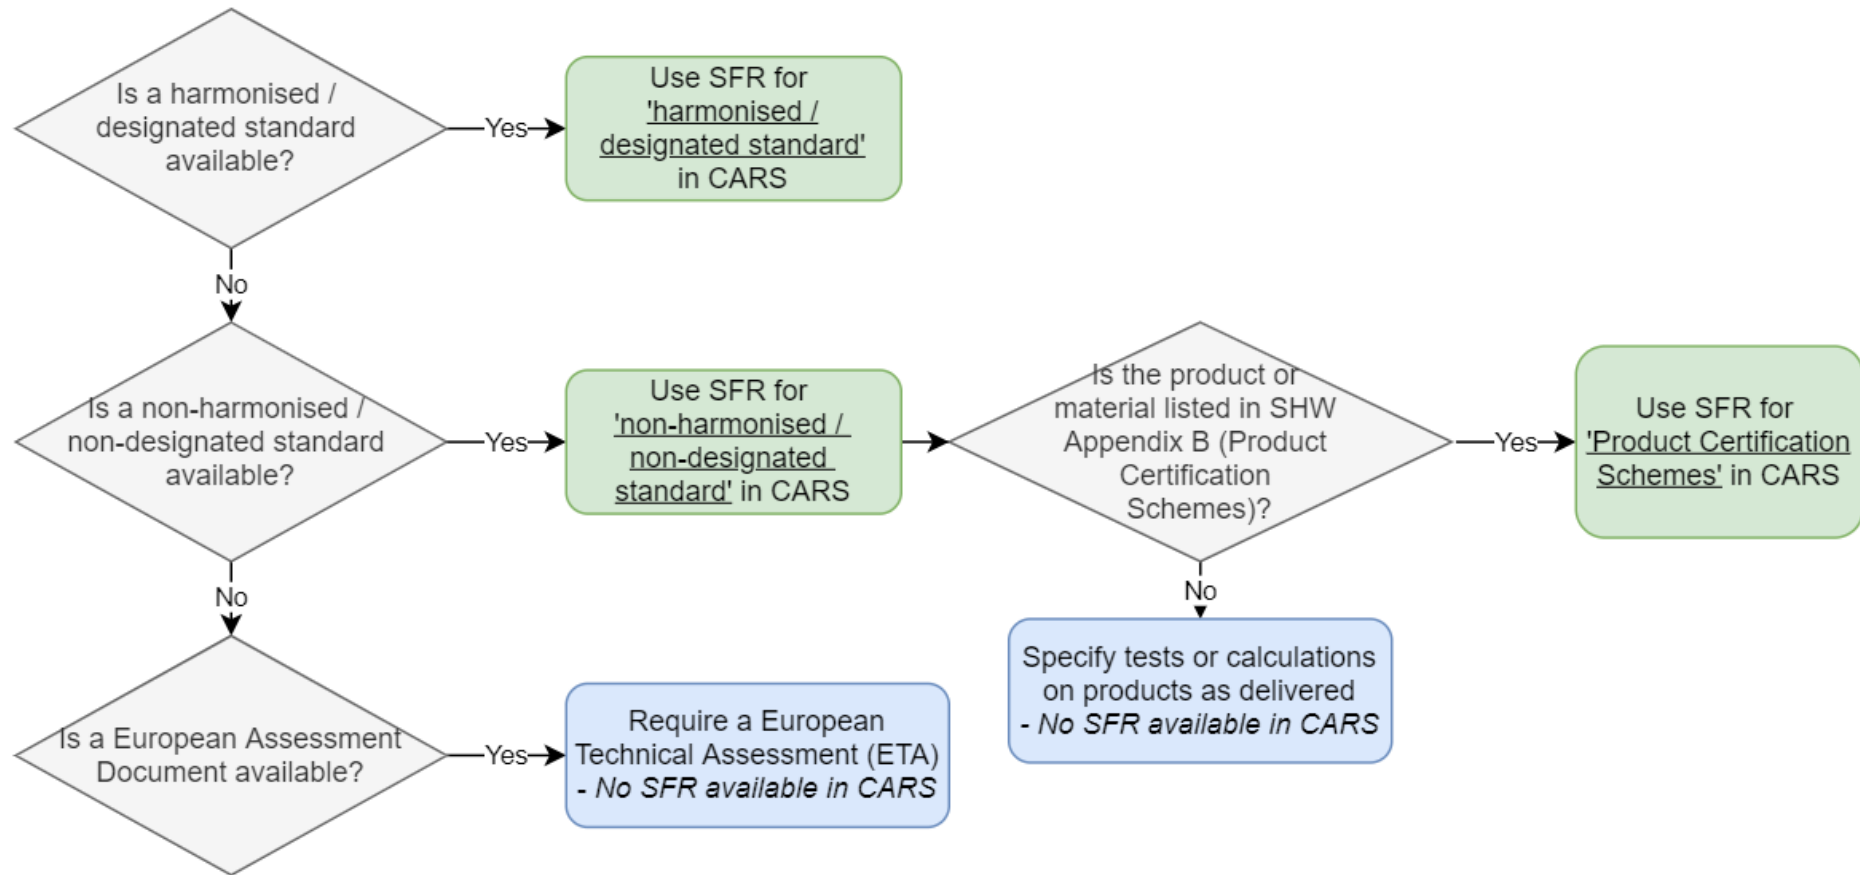 Is a harmonised /
designated standard
available?
Yes
Use SFR for
'harmonised /
designated standard'
in CARS
No
Is a non-harmonised /
non-designated standard
available?
Yes
Use SFR for
'non-harmonised /
non-designated
standard' in CARS
Is the product or
material listed in SHW
Appendix B (Product
Certification
Schemes)?
Yes
Use SFR for
'Product Certification
Schemes' in CARS
No
Specify tests or calculations
on products as delivered
- No SFR available in CARS
No
Is a European Assessment
Document available?
Yes
Require a European
Technical Assessment (ETA)
- No SFR available in CARS